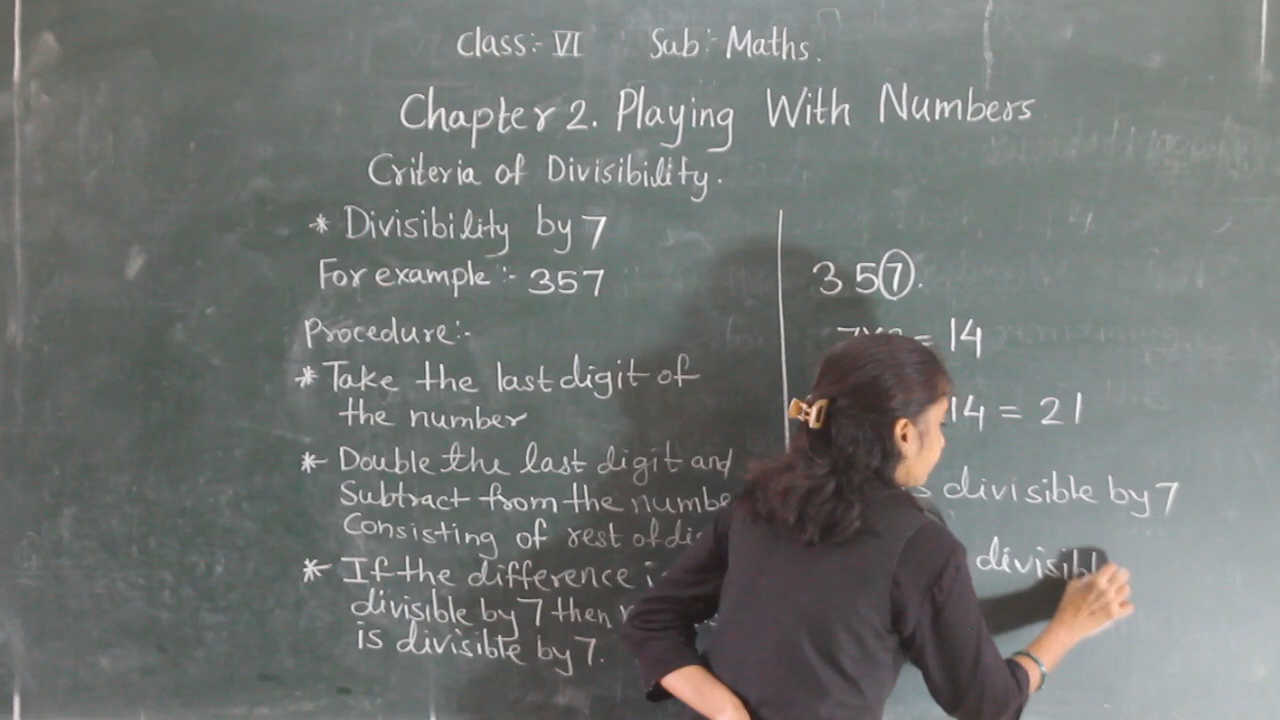 Class:- VI Sub:- Maths.
Chapter 2. Playing With Numbers
Criteria of Divisibility.
* Divisibility by 7
For example :- 357
Procedure:-
* Take the last digit of
the number
* Double the last digit and
Subtract from the numbe
Consisting of rest of di
* If the difference i
divisible by 7 then
is divisible by 7.
357.
= 14
14 = 21
is divisible by 7
divisibl